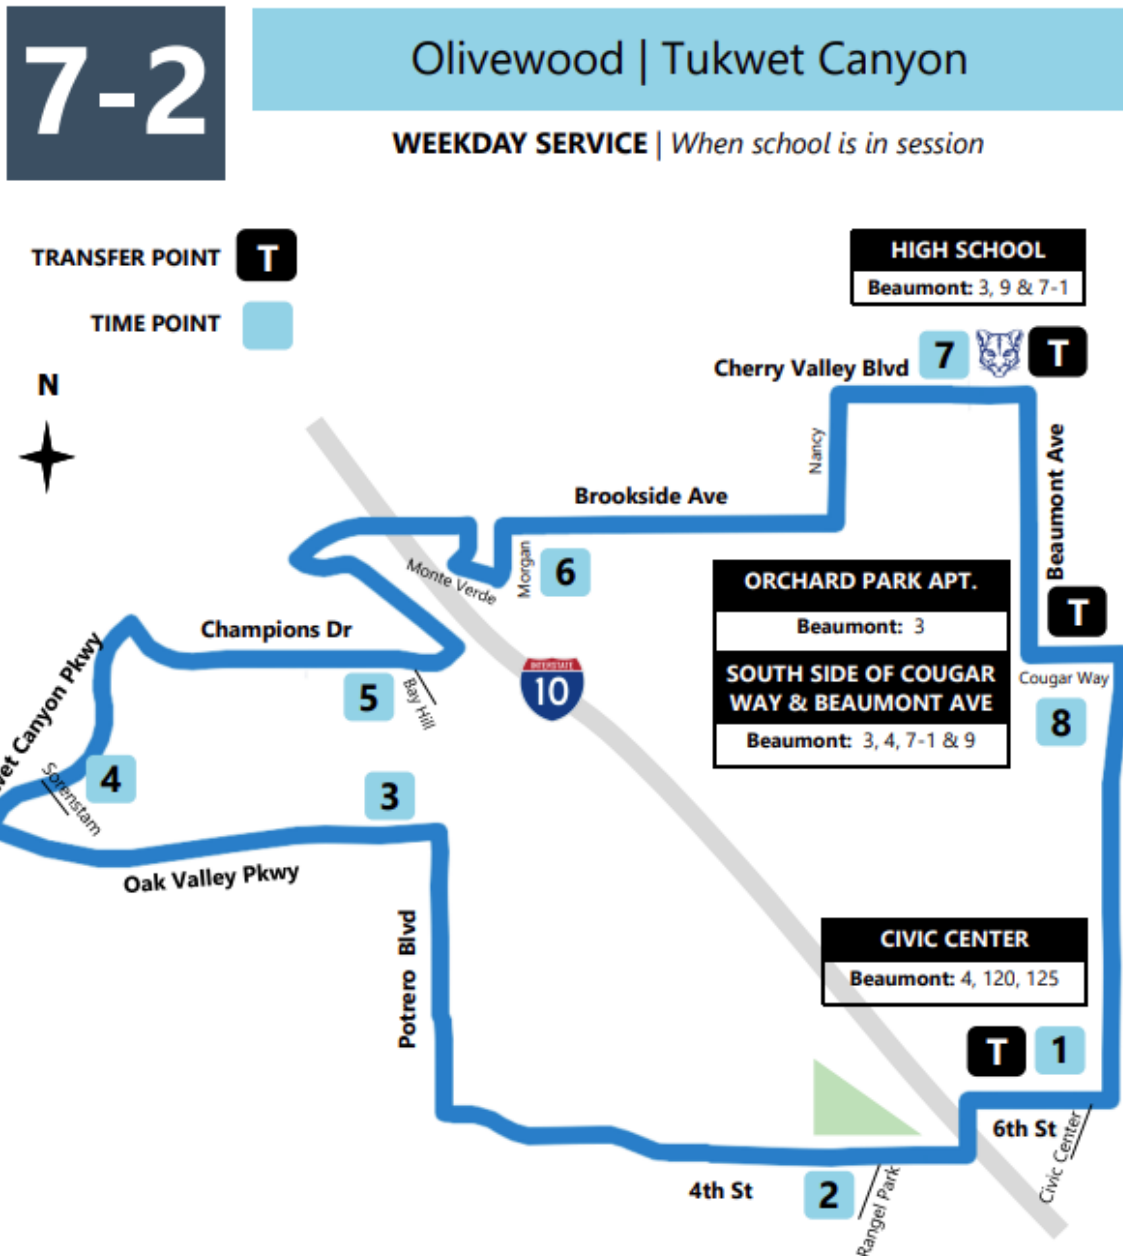 7-2
Olivewood | Tukwet Canyon
WEEKDAY SERVICE | When school is in session
TRANSFER POINT T
TIME POINT
N
HIGH SCHOOL
Beaumont: 3, 9 & 7-1
Cherry Valley Blvd 7 T
Nancy
Beaumont Ave
Brookside Ave
Monte Verde
Morgan
6
ORCHARD PARK APT.
Beaumont: 3
SOUTH SIDE OF COUGAR
WAY & BEAUMONT AVE
Beaumont: 3, 4, 7-1 & 9
T
Cougar Way
8
Champions Dr
INTERSTATE
10
5
Bay Hill
wet Canyon Pkwy
4
Sorenstam
3
Oak Valley Pkwy
Potrero Blvd
CIVIC CENTER
Beaumont: 4, 120, 125
T 1
6th St
Civic Center
4th St
2
Rangel Park